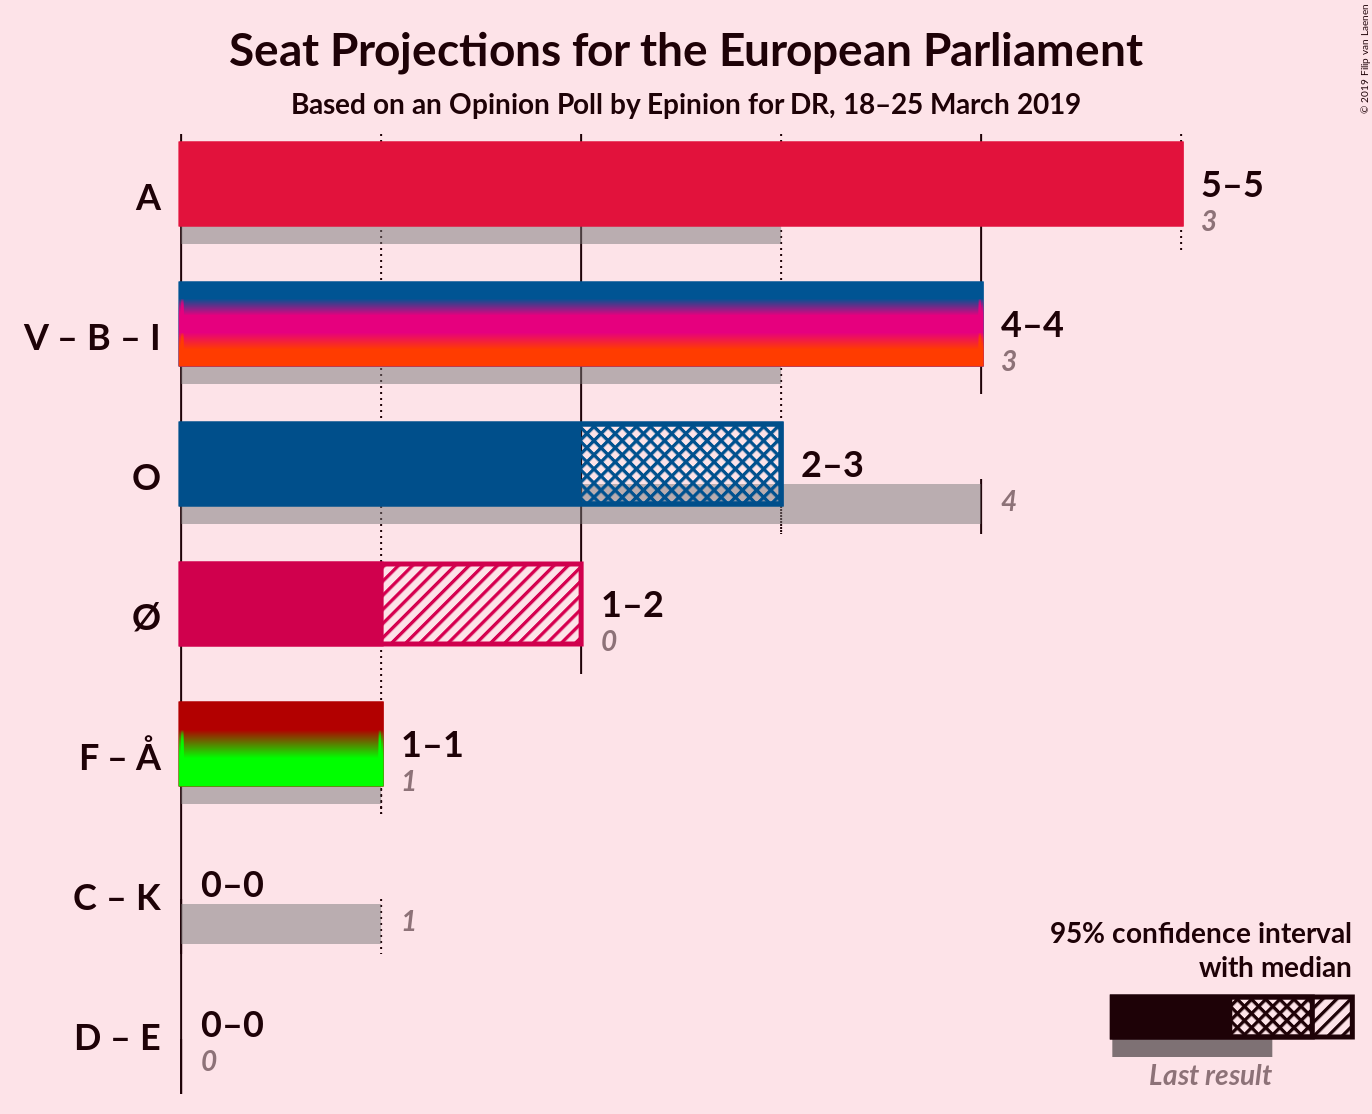 Seat Projections for the European Parliament
Based on an Opinion Poll by Epinion for DR, 18–25 March 2019
© 2019 Filip van Laenen
A
5–5
3
V – B – I
4–4
3
O
2–3
4
Ø
1–2
0
F – Å
1–1
1
C – K
0–0
1
D – E
0–0
0
95% confidence interval
with median
Last result